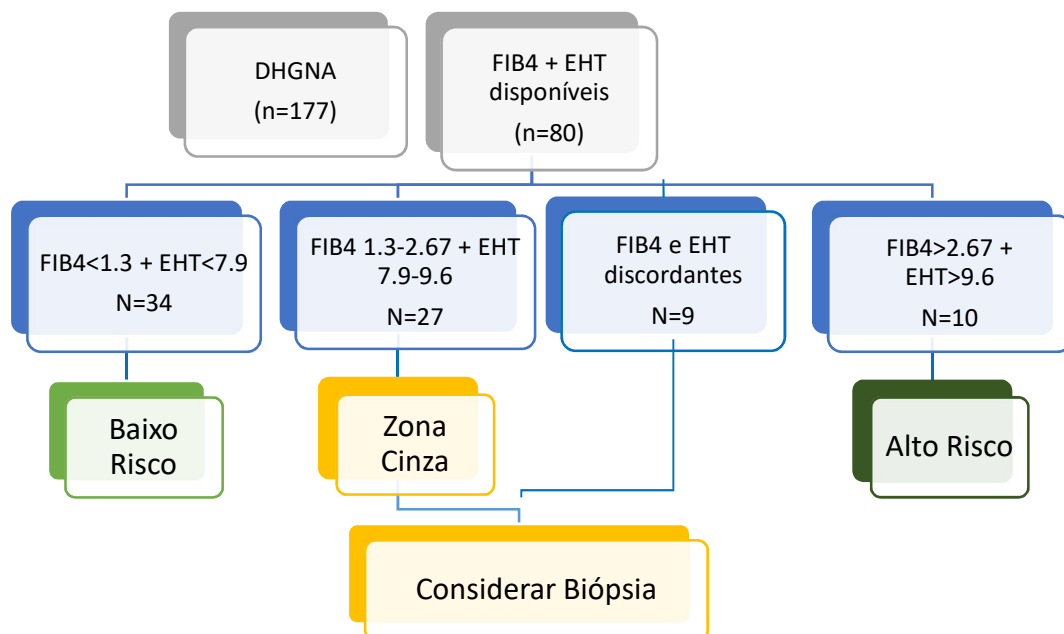 DHGNA
(n=177)
FIB4 + EHT
disponíveis
(n=80)
FIB4<1.3 + EHT<7.9
N=34
FIB4 1.3-2.67 + EHT
7.9-9.6
N=27
FIB4 e EHT
discordantes
N=9
FIB4>2.67 +
EHT>9.6
N=10
Baixo
Risco
Zona
Cinza
Alto Risco
Considerar Biópsia